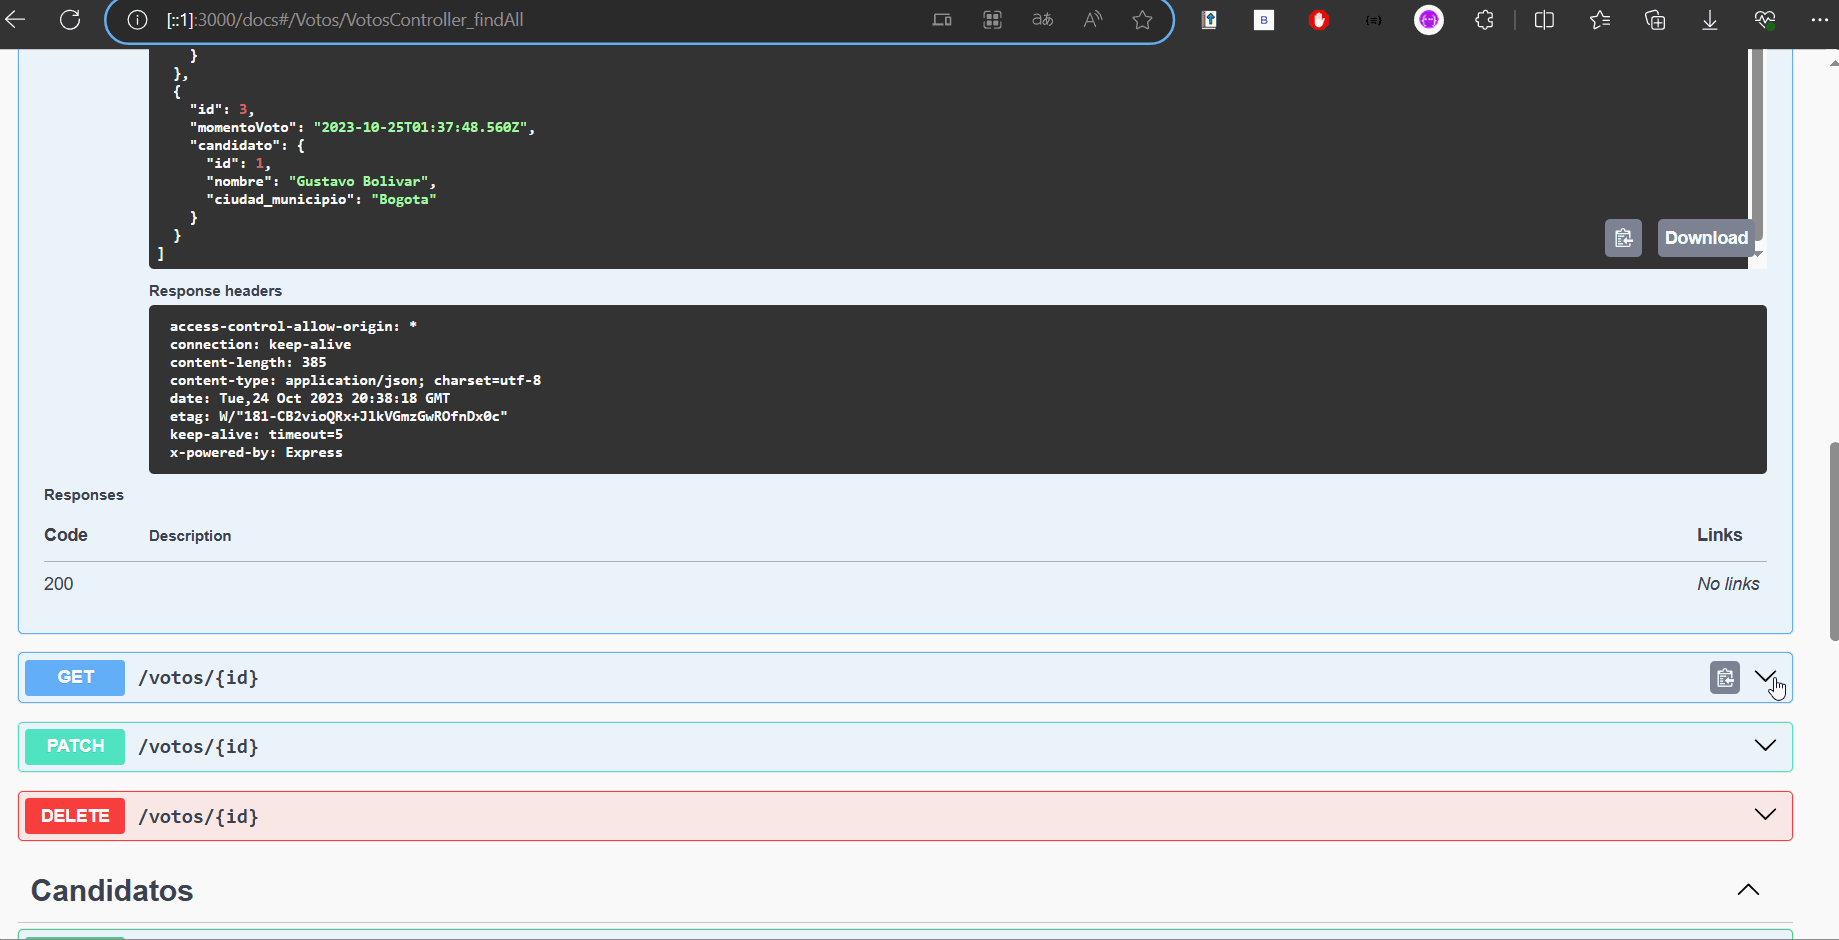 [::1]:3000/docs#/Votos/VotosController_findAll
}
},
{
"id": 3,
"momentoVoto": "2023-10-25T01:37:48.560Z",
"candidato": {
"id": 1,
"nombre": "Gustavo Bolivar",
"ciudad_municipio": "Bogota"
}
}
]
Download
Response headers
access-control-allow-origin: *
connection: keep-alive
content-length: 385
content-type: application/json; charset=utf-8
date: Tue,24 Oct 2023 20:38:18 GMT
etag: W/"181-CB2vioQRx+JlkVGmzGwROfnDx0c"
keep-alive: timeout=5
x-powered-by: Express
Responses
Code Description Links
200 No links
GET /votos/{id}
PATCH /votos/{id}
DELETE /votos/{id}
Candidatos